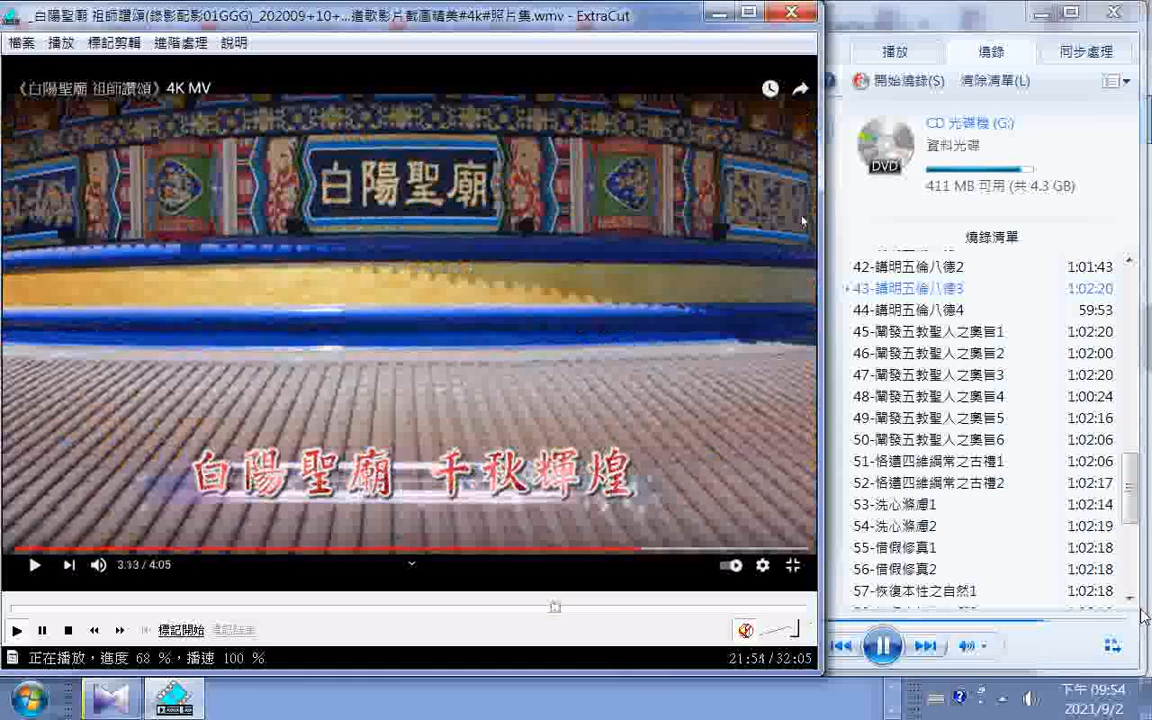 _白陽聖廟 祖師讚頌(錄影配影01GGG)_202009+10+...道歌影片截圖精美#4k#照片集.wmv - ExtraCut
檔案 播放 標記剪輯 進階處理 說明
《白陽聖廟 祖師讚頌》4K MV
白陽聖廟
白陽聖廟 千秋輝煌
3:13 / 4:05
標記開始 標記結束
正在播放，進度 68 %，播速 100 %
21:54 / 32:05
播放 燒錄 同步處理
開始燒錄(S) 清除清單(L)
CD 光碟機 (G:)
資料光碟
DVD
411 MB 可用 (共 4.3 GB)
燒錄清單
42-講明五倫八德2 1:01:43
43-講明五倫八德3 1:02:20
44-講明五倫八德4 59:53
45-闡發五教聖人之奧旨1 1:02:20
46-闡發五教聖人之奧旨2 1:02:00
47-闡發五教聖人之奧旨3 1:02:20
48-闡發五教聖人之奧旨4 1:00:24
49-闡發五教聖人之奧旨5 1:02:16
50-闡發五教聖人之奧旨6 1:02:06
51-恪遵四維綱常之古禮1 1:02:06
52-恪遵四維綱常之古禮2 1:02:17
53-洗心滌慮1 1:02:14
54-洗心滌慮2 1:02:19
55-借假修真1 1:02:18
56-借假修真2 1:02:18
57-恢復本性之自然1 1:02:18
下午 09:54
2021/9/2